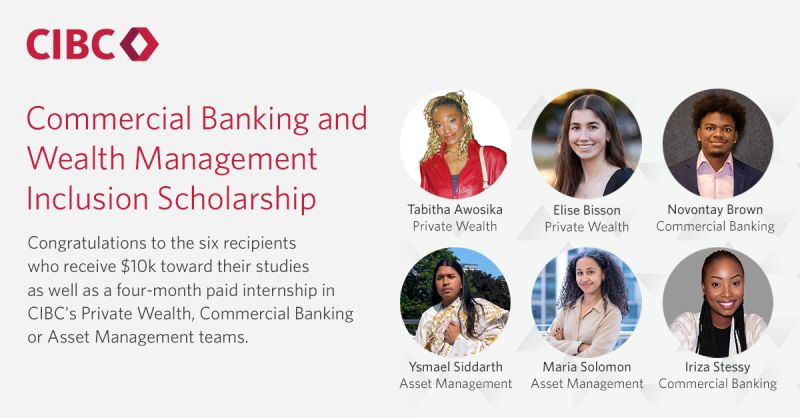 CIBC
Commercial Banking and
Wealth Management
Inclusion Scholarship
Congratulations to the six recipients
who receive $10k toward their studies
as well as a four-month paid internship in
CIBC's Private Wealth, Commercial Banking
or Asset Management teams.
Tabitha Awosika
Private Wealth
Elise Bisson
Private Wealth
Novontay Brown
Commercial Banking
Ysmael Siddarth
Asset Management
Maria Solomon
Asset Management
Iriza Stessy
Commercial Banking